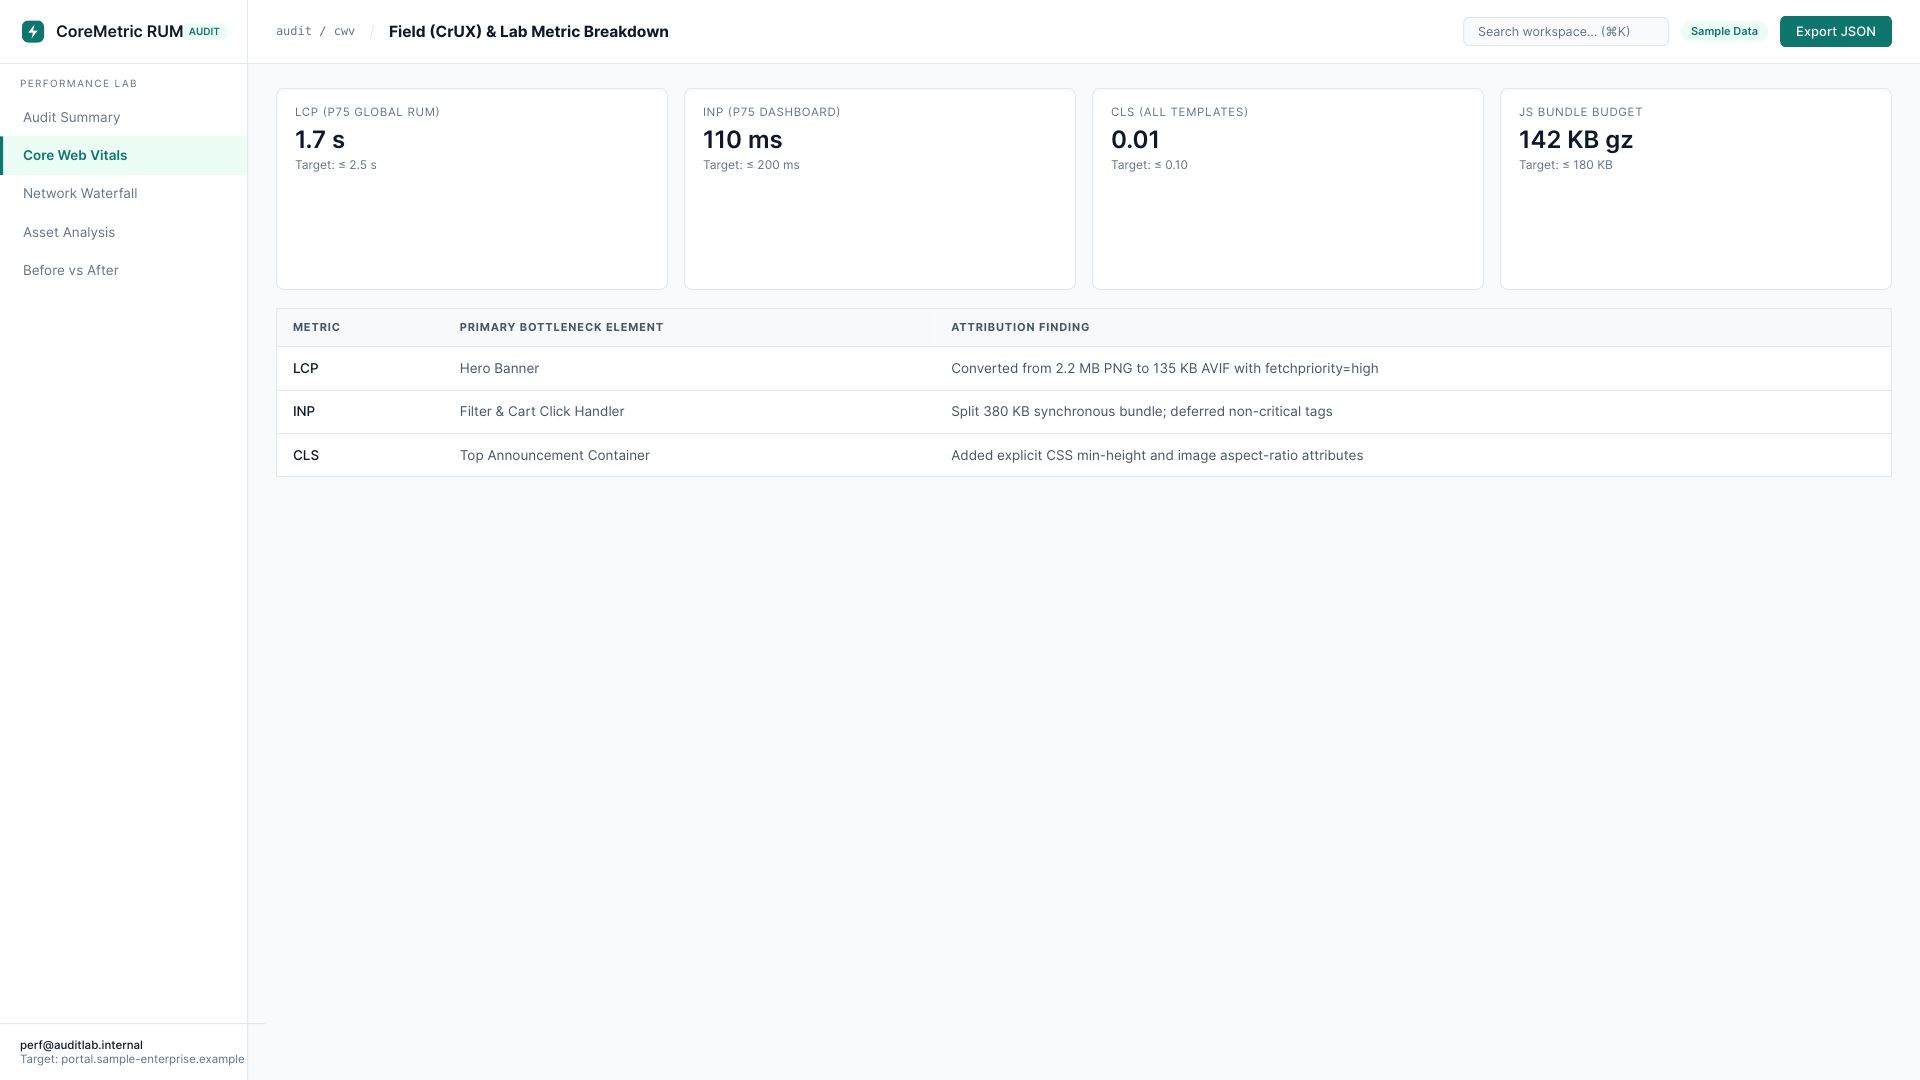 CoreMetric RUM AUDIT
audit / cwv / Field (CrUX) & Lab Metric Breakdown
Search workspace... (⌘K)
Sample Data
Export JSON
PERFORMANCE LAB
Audit Summary
Core Web Vitals
Network Waterfall
Asset Analysis
Before vs After
LCP (P75 GLOBAL RUM)
1.7 s
Target: ≤ 2.5 s
INP (P75 DASHBOARD)
110 ms
Target: ≤ 200 ms
CLS (ALL TEMPLATES)
0.01
Target: ≤ 0.10
JS BUNDLE BUDGET
142 KB gz
Target: ≤ 180 KB
METRIC PRIMARY BOTTLENECK ELEMENT ATTRIBUTION FINDING
LCP Hero Banner Converted from 2.2 MB PNG to 135 KB AVIF with fetchpriority=high
INP Filter & Cart Click Handler Split 380 KB synchronous bundle; deferred non-critical tags
CLS Top Announcement Container Added explicit CSS min-height and image aspect-ratio attributes
perf@auditlab.internal
Target: portal.sample-enterprise.example